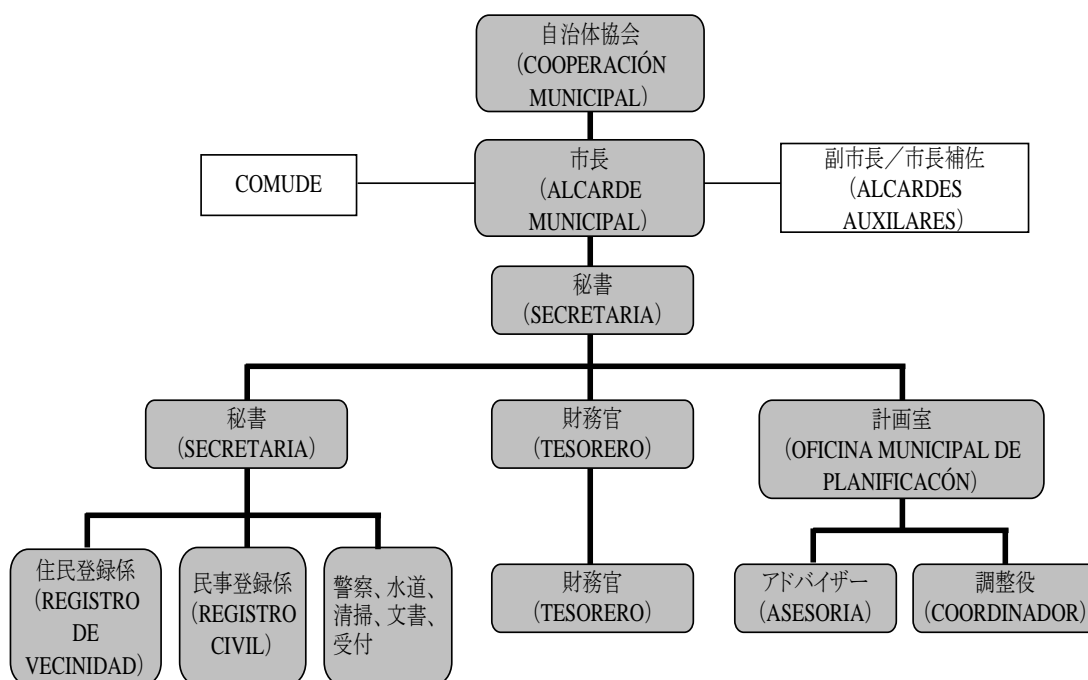 自治体協会
(COOPERACIÓN
MUNICIPAL)
COMUDE
市長
(ALCARDE
MUNICIPAL)
副市長/市長補佐
(ALCARDES
AUXILARES)
秘書
(SECRETARIA)
秘書
(SECRETARIA)
財務官
(TESORERO)
計画室
(OFICINA MUNICIPAL DE
PLANIFICACÓN)
住民登録係
(REGISTRO
DE
VECINIDAD)
民事登録係
(REGISTRO
CIVIL)
警察、水道、
清掃、文書、
受付
財務官
(TESORERO)
アドバイザー
(ASESORIA)
調整役
(COORDINADOR)